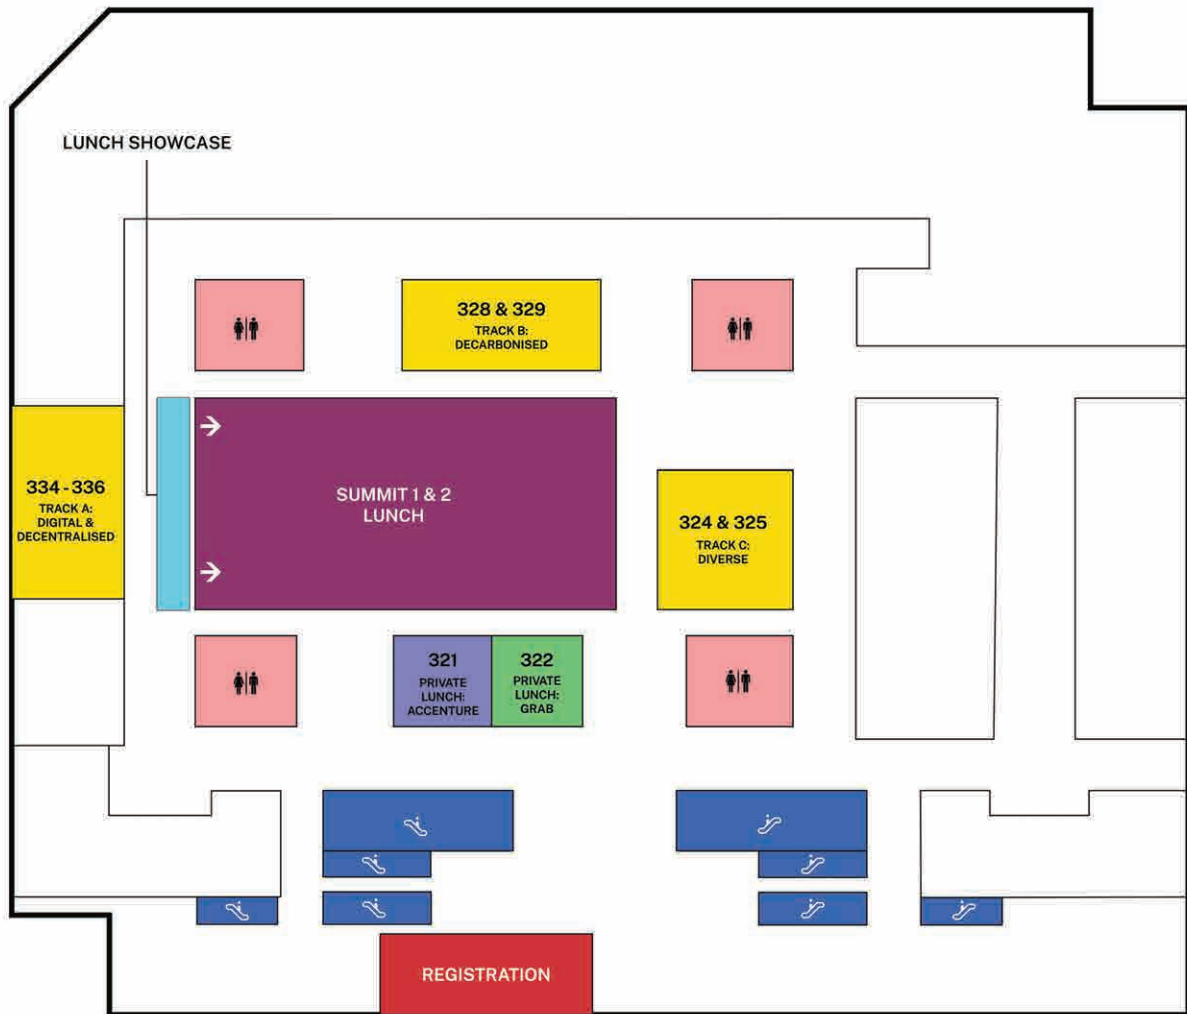 LUNCH SHOWCASE
328 & 329
TRACK B:
DECARBONISED
334 - 336
TRACK A:
DIGITAL &
DECENTRALISED
SUMMIT 1 & 2
LUNCH
324 & 325
TRACK C:
DIVERSE
321
PRIVATE
LUNCH:
ACCENTURE
322
PRIVATE
LUNCH:
GRAB
REGISTRATION